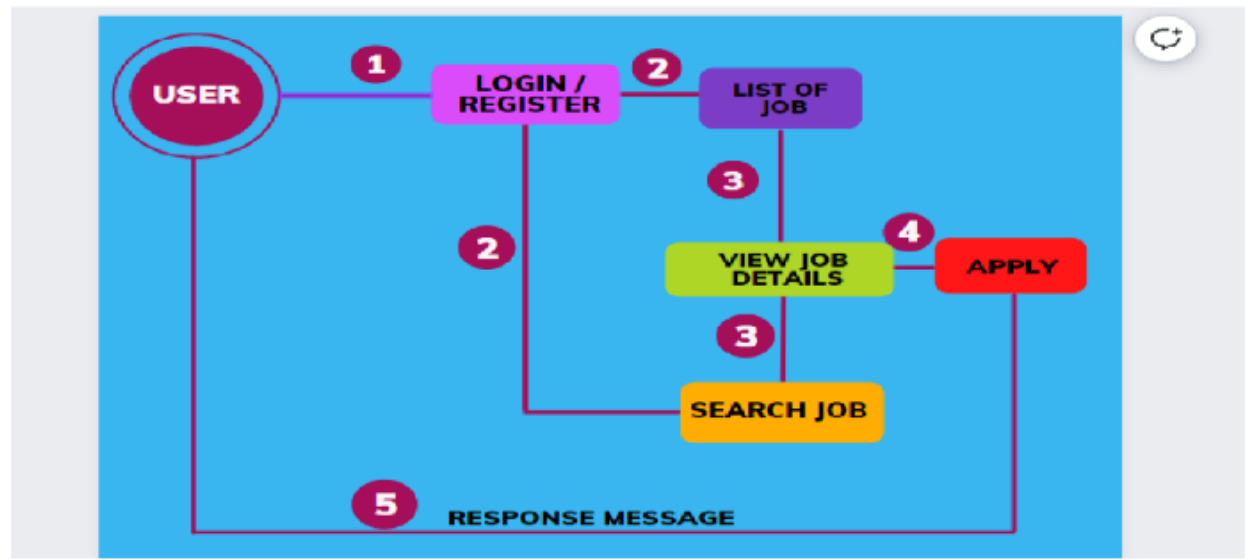 USER
1
LOGIN /
REGISTER
2
LIST OF
JOB
3
2
VIEW JOB
DETAILS
4
APPLY
3
SEARCH JOB
5
RESPONSE MESSAGE